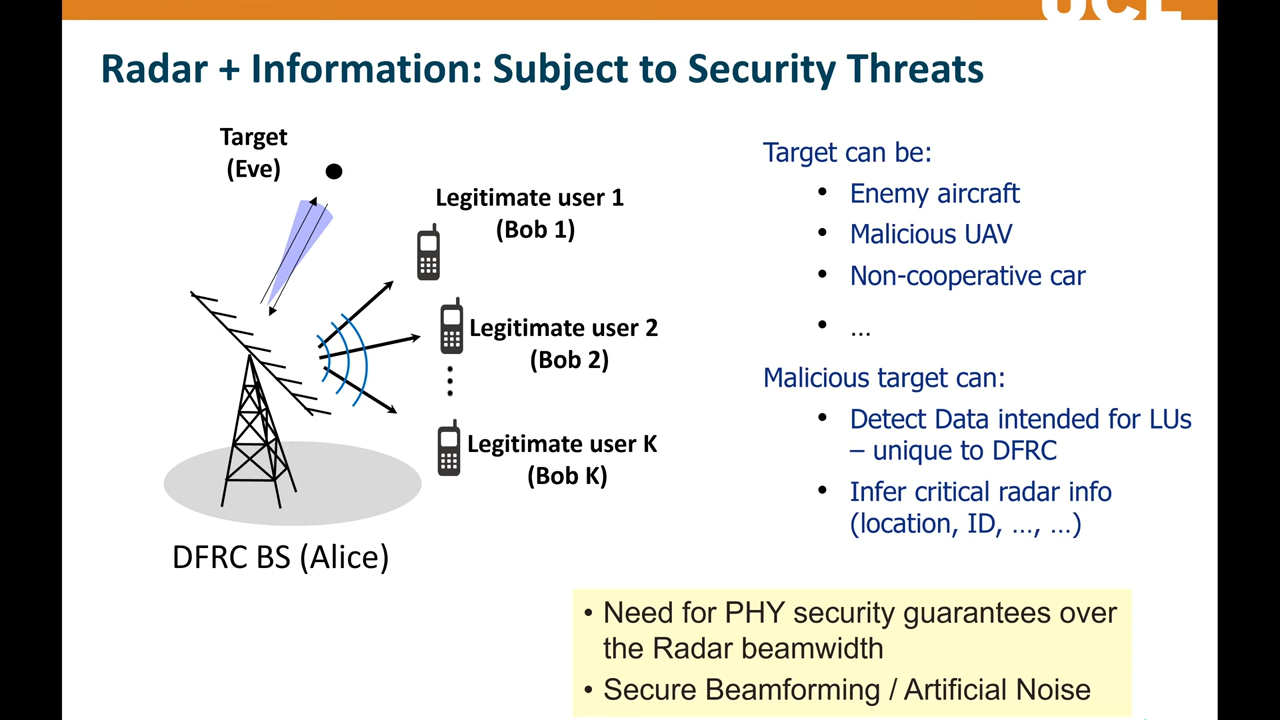 UCL
Radar + Information: Subject to Security Threats
Target
(Eve)
Legitimate user 1
(Bob 1)
Legitimate user 2
(Bob 2)
Legitimate user K
(Bob K)
DFRC BS (Alice)
Target can be:
• Enemy aircraft
• Malicious UAV
• Non-cooperative car
• ...
Malicious target can:
• Detect Data intended for LUs
– unique to DFRC
• Infer critical radar info
(location, ID, ..., ...)
• Need for PHY security guarantees over
the Radar beamwidth
• Secure Beamforming / Artificial Noise